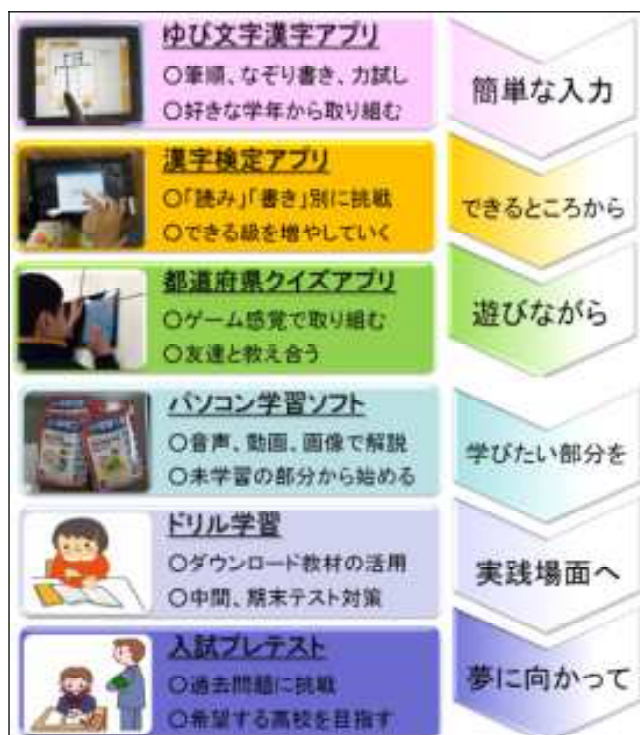 ゆび文字漢字アプリ
○筆順、なぞり書き、力試し
○好きな学年から取り組む
簡単な入力
漢字検定アプリ
○「読み」「書き」別に挑戦
○できる級を増やしていく
できるところから
都道府県クイズアプリ
○ゲーム感覚で取り組む
○友達と教え合う
遊びながら
パソコン学習ソフト
○音声、動画、画像で解説
○未学習の部分から始める
学びたい部分を
ドリル学習
○ダウンロード教材の活用
○中間、期末テスト対策
実践場面へ
入試プレテスト
○過去問題に挑戦
○希望する高校を目指す
夢に向かって